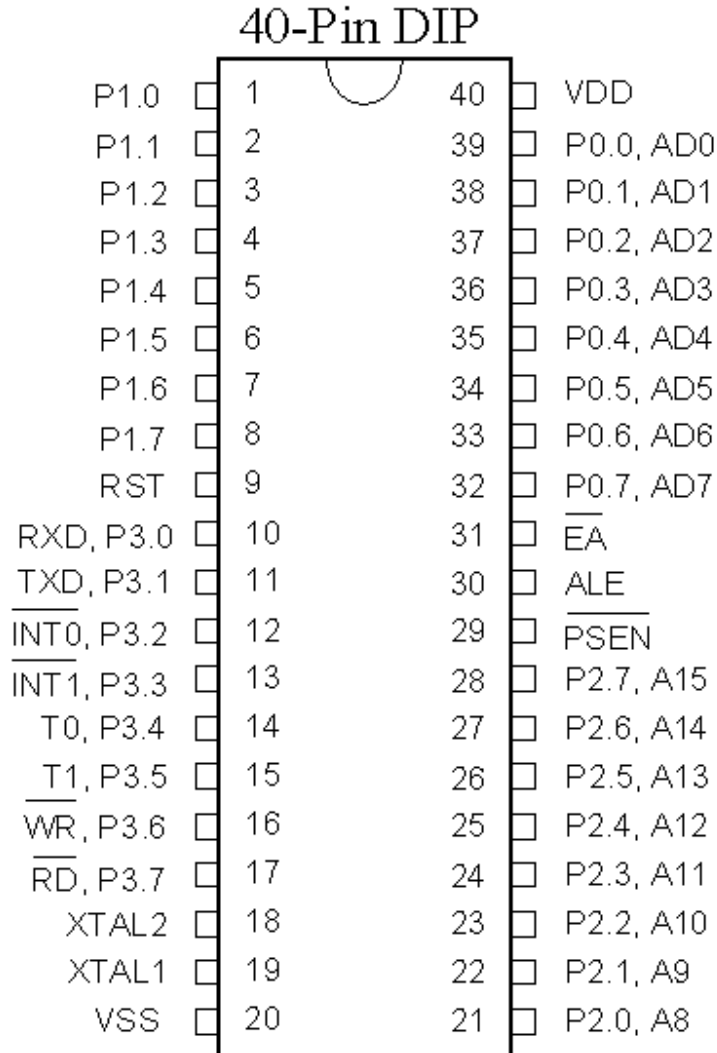 40-Pin DIP
P1.0 1 40 VDD
P1.1 2 39 P0.0, AD0
P1.2 3 38 P0.1, AD1
P1.3 4 37 P0.2, AD2
P1.4 5 36 P0.3, AD3
P1.5 6 35 P0.4, AD4
P1.6 7 34 P0.5, AD5
P1.7 8 33 P0.6, AD6
RST 9 32 P0.7, AD7
RXD, P3.0 10 31 E̅A̅
TXD, P3.1 11 30 ALE
I̅N̅T̅0̅, P3.2 12 29 P̅S̅E̅N̅
I̅N̅T̅1̅, P3.3 13 28 P2.7, A15
T0, P3.4 14 27 P2.6, A14
T1, P3.5 15 26 P2.5, A13
W̅R̅, P3.6 16 25 P2.4, A12
R̅D̅, P3.7 17 24 P2.3, A11
XTAL2 18 23 P2.2, A10
XTAL1 19 22 P2.1, A9
VSS 20 21 P2.0, A8